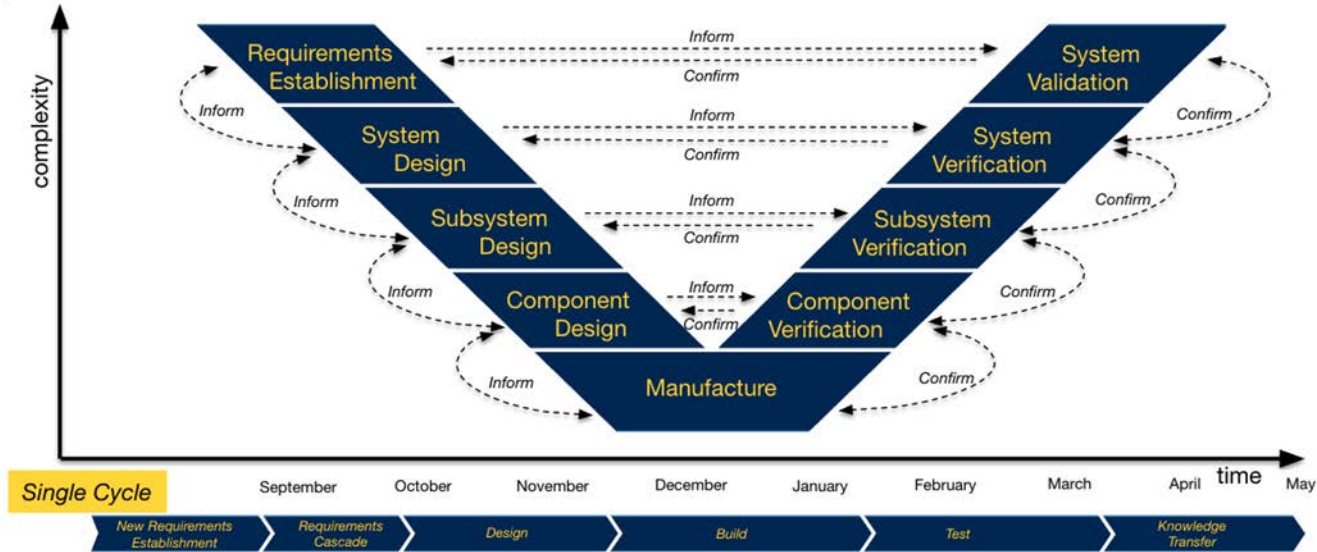 complexity
Requirements
Establishment
Inform
Confirm
System
Validation
Inform
Confirm
System
Design
Inform
Confirm
System
Verification
Inform
Confirm
Subsystem
Design
Inform
Confirm
Subsystem
Verification
Inform
Confirm
Component
Design
Inform
Confirm
Component
Verification
Inform
Confirm
Manufacture
time
Single Cycle
September October November December January February March April May
New Requirements
Establishment
Requirements
Cascade
Design
Build
Test
Knowledge
Transfer